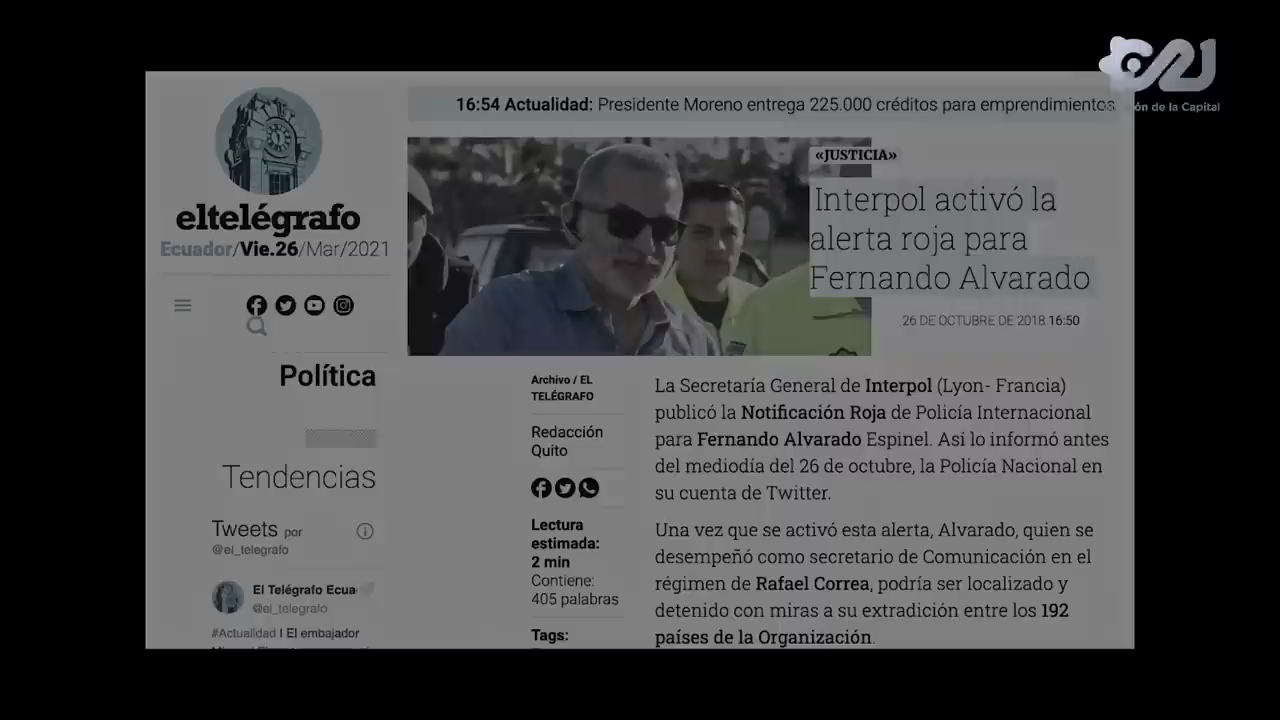 16:54 Actualidad: Presidente Moreno entrega 225.000 créditos para emprendimientos
ón de la Capital
eltelégrafo
Ecuador/Vie.26/Mar/2021
Política
Tendencias
Tweets por
@el_telegrafo
El Telégrafo Ecua
@el_telegrafo
#Actualidad I El embajador
«JUSTICIA»
Interpol activó la
alerta roja para
Fernando Alvarado
26 DE OCTUBRE DE 2018 16:50
Archivo / EL
TELÉGRAFO
Redacción
Quito
Lectura
estimada:
2 min
Contiene:
405 palabras
Tags:
La Secretaría General de Interpol (Lyon- Francia)
publicó la Notificación Roja de Policía Internacional
para Fernando Alvarado Espinel. Así lo informó antes
del mediodía del 26 de octubre, la Policía Nacional en
su cuenta de Twitter.
Una vez que se activó esta alerta, Alvarado, quien se
desempeñó como secretario de Comunicación en el
régimen de Rafael Correa, podría ser localizado y
detenido con miras a su extradición entre los 192
países de la Organización.